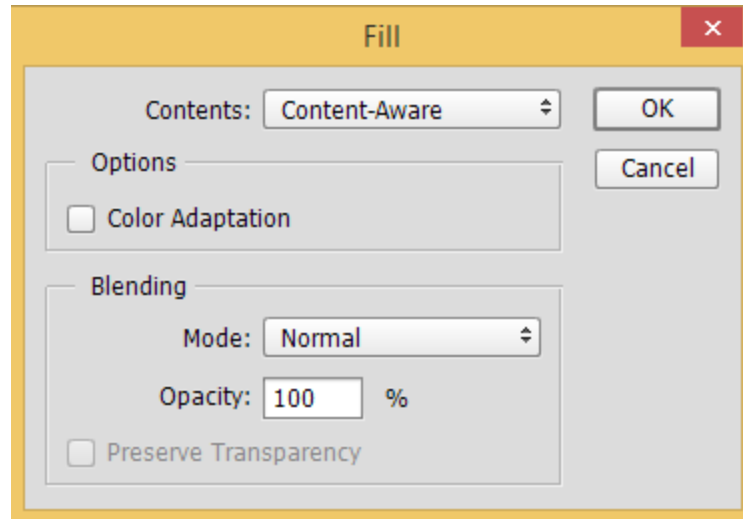 Fill
Contents: Content-Aware
OK
Options
Cancel
Color Adaptation
Blending
Mode: Normal
Opacity: 100 %
Preserve Transparency